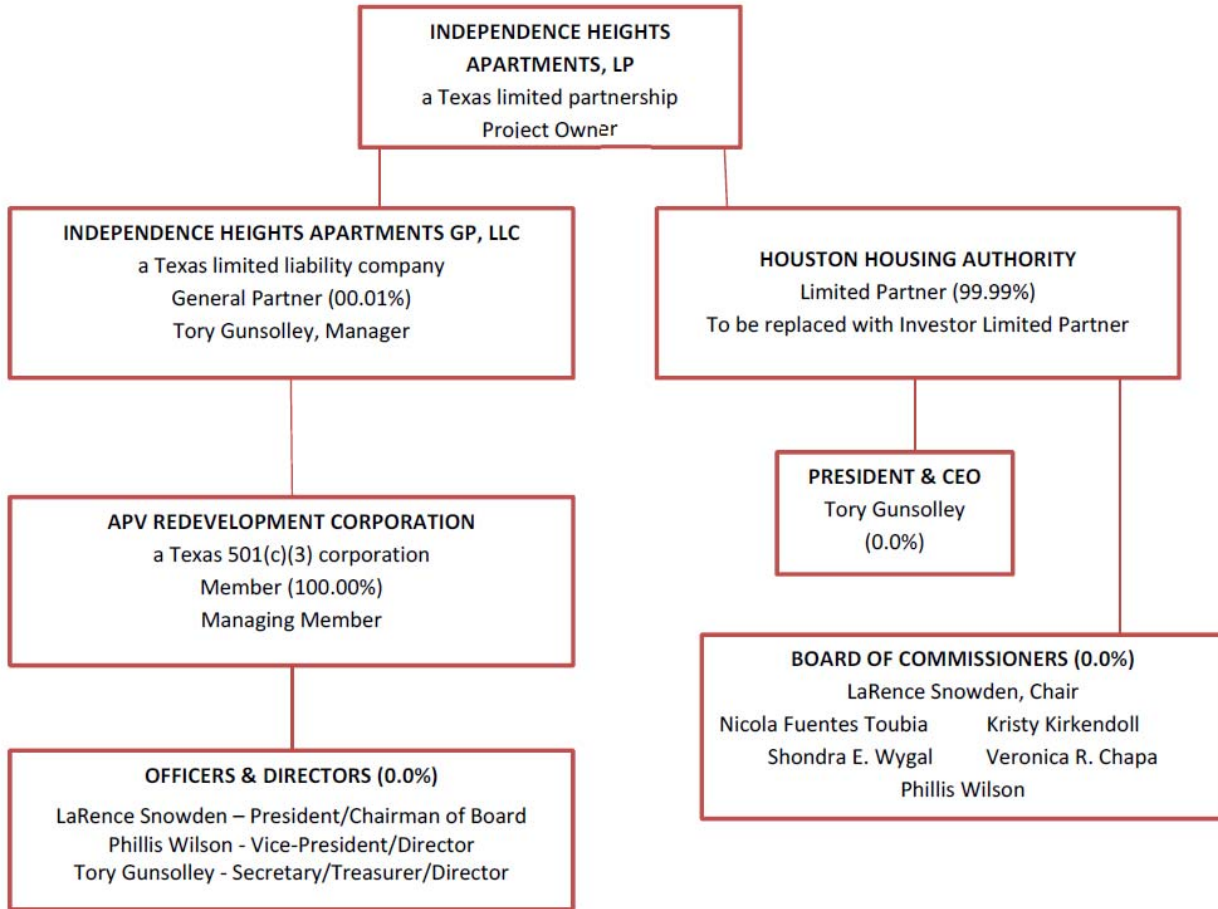 INDEPENDENCE HEIGHTS
APARTMENTS, LP
a Texas limited partnership
Project Owner
INDEPENDENCE HEIGHTS APARTMENTS GP, LLC
a Texas limited liability company
General Partner (00.01%)
Tory Gunsolley, Manager
HOUSTON HOUSING AUTHORITY
Limited Partner (99.99%)
To be replaced with Investor Limited Partner
PRESIDENT & CEO
Tory Gunsolley
(0.0%)
APV REDEVELOPMENT CORPORATION
a Texas 501(c)(3) corporation
Member (100.00%)
Managing Member
BOARD OF COMMISSIONERS (0.0%)
LaRence Snowden, Chair
Nicola Fuentes Toubia Kristy Kirkendoll
Shondra E. Wygal Veronica R. Chapa
Phillis Wilson
OFFICERS & DIRECTORS (0.0%)
LaRence Snowden – President/Chairman of Board
Phillis Wilson - Vice-President/Director
Tory Gunsolley - Secretary/Treasurer/Director